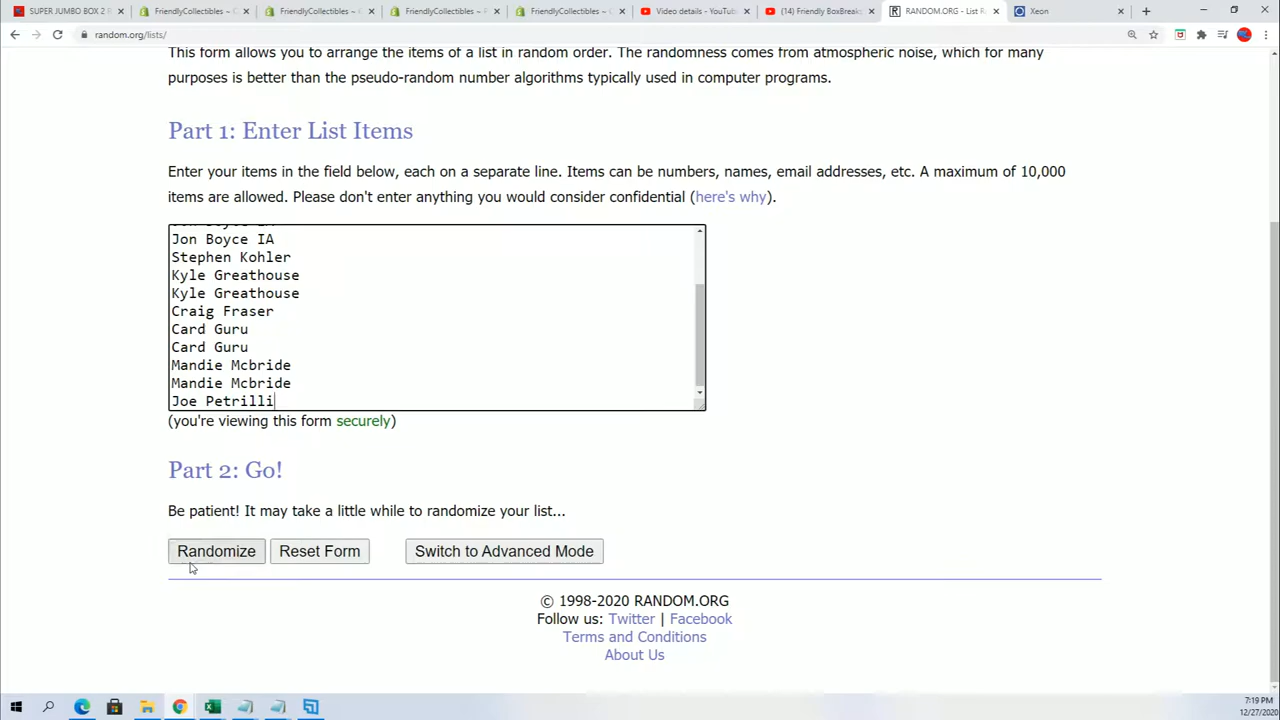 SUPER JUMBO BOX 2
FriendlyCollectibles ~
FriendlyCollectibles ~
FriendlyCollectibles ~
FriendlyCollectibles ~
Video details - YouTube
(14) Friendly BoxBreaks
RANDOM.ORG - List R
Xeon
random.org/lists/
This form allows you to arrange the items of a list in random order. The randomness comes from atmospheric noise, which for many
purposes is better than the pseudo-random number algorithms typically used in computer programs.
Part 1: Enter List Items
Enter your items in the field below, each on a separate line. Items can be numbers, names, email addresses, etc. A maximum of 10,000
items are allowed. Please don't enter anything you would consider confidential (here's why).
Jon Boyce IA
Stephen Kohler
Kyle Greathouse
Kyle Greathouse
Craig Fraser
Card Guru
Card Guru
Mandie Mcbride
Mandie Mcbride
Joe Petrilli
(you're viewing this form securely)
Part 2: Go!
Be patient! It may take a little while to randomize your list...
Randomize Reset Form Switch to Advanced Mode
© 1998-2020 RANDOM.ORG
Follow us: Twitter | Facebook
Terms and Conditions
About Us
7:19 PM
12/27/2020